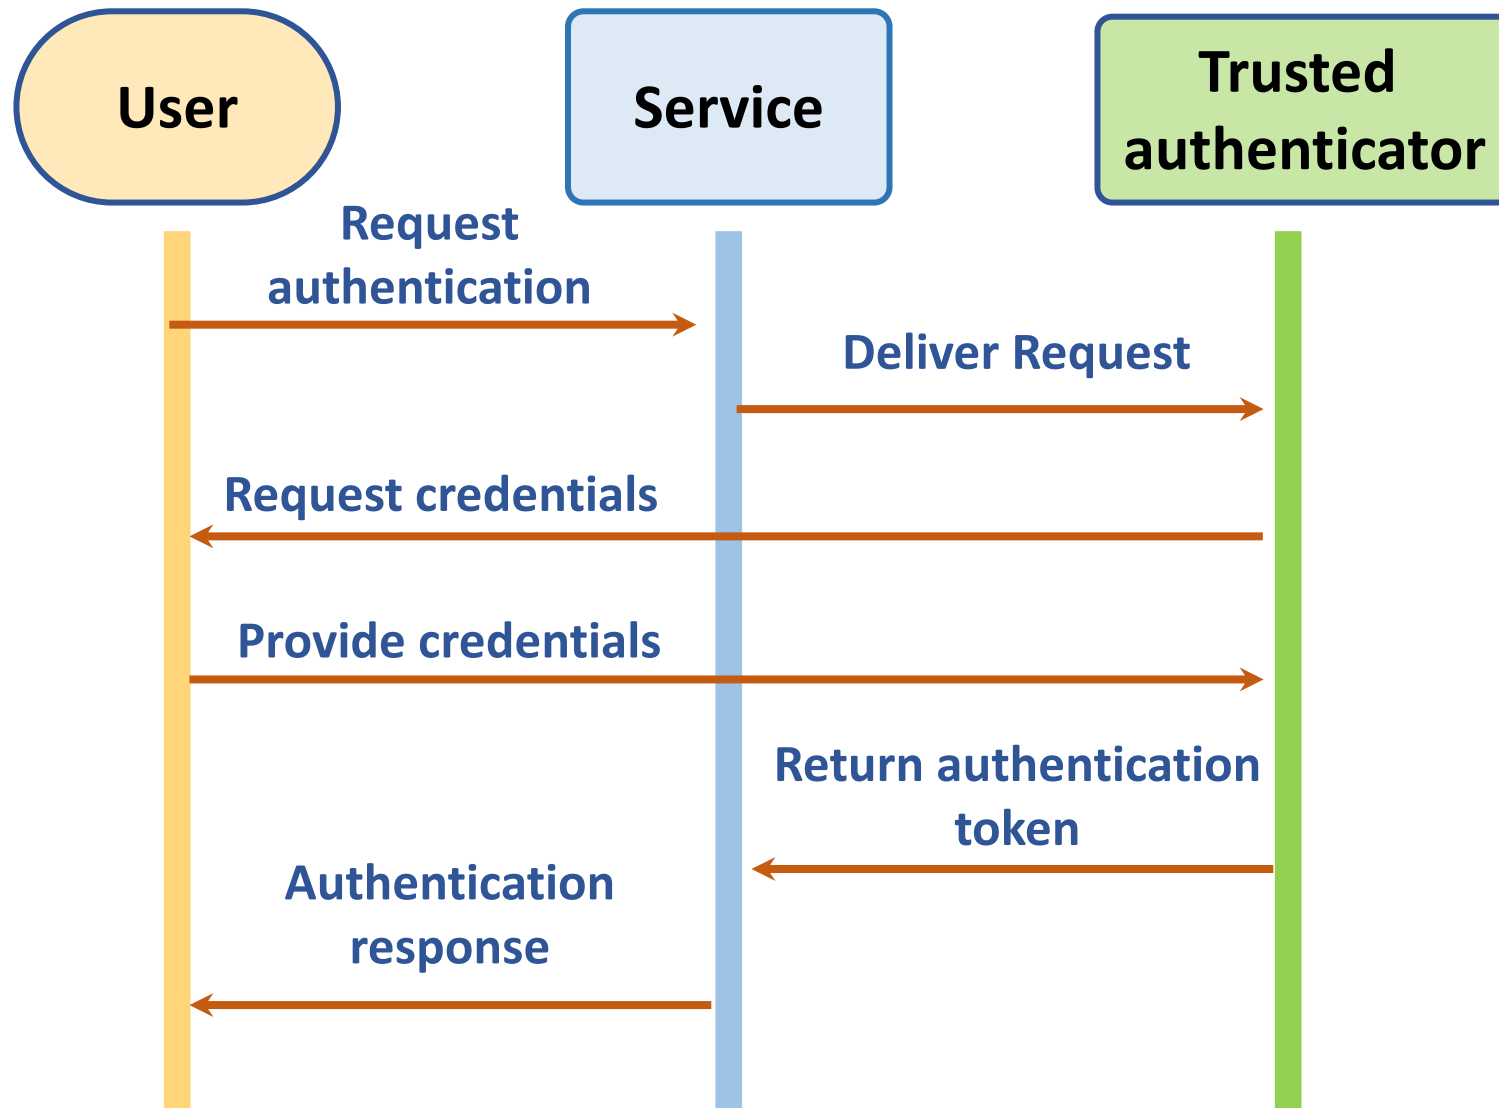 User
Service
Trusted
authenticator
Request
authentication
Deliver Request
Request credentials
Provide credentials
Return authentication
token
Authentication
response